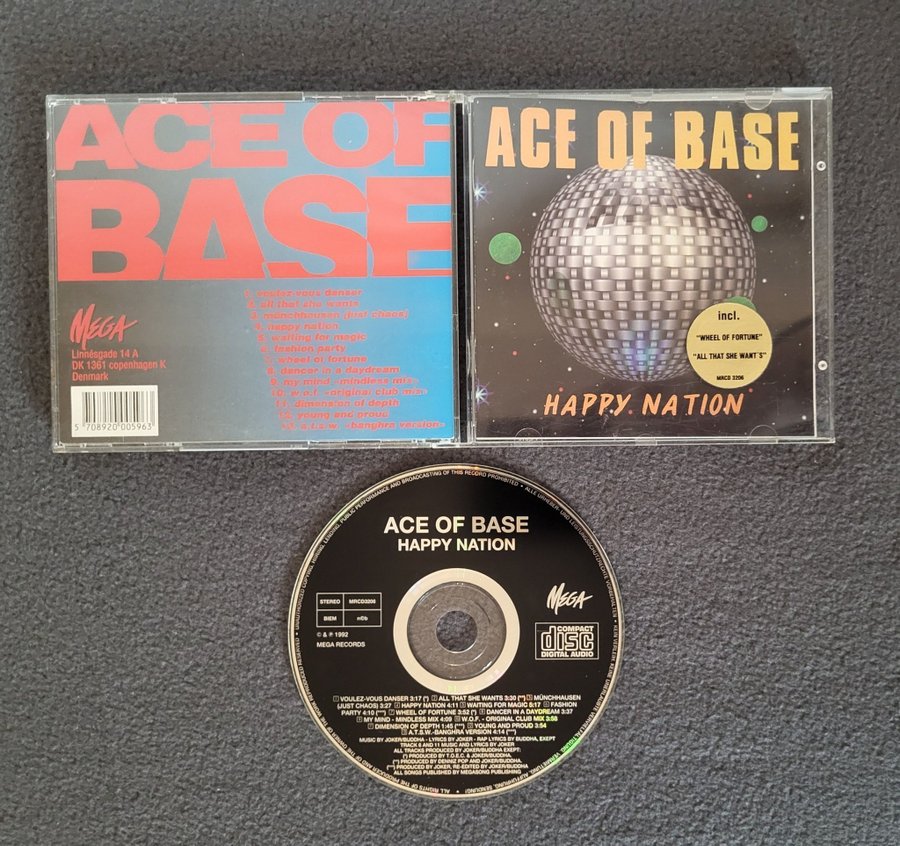 ACE OF
BASE
1. voulez-vous danser
2. all that she wants
3. münchhausen (just chaos)
4. happy nation
5. waiting for magic
6. fashion party
7. wheel of fortune
8. dancer in a daydream
9. my mind -mindless mix-
10. w.o.f. -original club mix-
11. dimension of depth
12. young and proud
13. a.t.s.w. -banghra version-
MEGA
Linnésgade 14 A
DK 1361 copenhagen K
Denmark
5 708920 005963
ACE OF BASE
incl.
"WHEEL OF FORTUNE"
"ALL THAT SHE WANT'S"
MRCD 3206
HAPPY NATION
ACE OF BASE
HAPPY NATION
STEREO MRCD3206
BIEM n©b
© & ℗ 1992
MEGA RECORDS
MEGA
COMPACT
disc
DIGITAL AUDIO
1 VOULEZ-VOUS DANSER 3:17 (*) 2 ALL THAT SHE WANTS 3:30 (**) 3 MÜNCHHAUSEN
(JUST CHAOS) 3:27 4 HAPPY NATION 4:11 5 WAITING FOR MAGIC 5:17 6 FASHION
PARTY 4:10 (***) 7 WHEEL OF FORTUNE 3:52 (*) 8 DANCER IN A DAYDREAM 3:37
9 MY MIND - MINDLESS MIX 4:09 10 W.O.F. - ORIGINAL CLUB MIX 3:56
11 DIMENSION OF DEPTH 1:45 (***) 12 YOUNG AND PROUD 3:54
13 A.T.S.W.-BANGHRA VERSION 4:14 (***)
MUSIC BY JOKER/BUDDHA - LYRICS BY JOKER - RAP LYRICS BY BUDDHA, EXEPT
TRACK 6 AND 11 MUSIC AND LYRICS BY JOKER
ALL TRACKS PRODUCED BY JOKER/BUDDHA EXEPT:
(*) PRODUCED BY T.O.E.C. & JOKER/BUDDHA.
(**) PRODUCED BY DENNIZ POP AND JOKER/BUDDHA.
(***) PRODUCED BY JOKER, RE-EDITED BY JOKER/BUDDHA
ALL SONGS PUBLISHED BY MEGASONG PUBLISHING